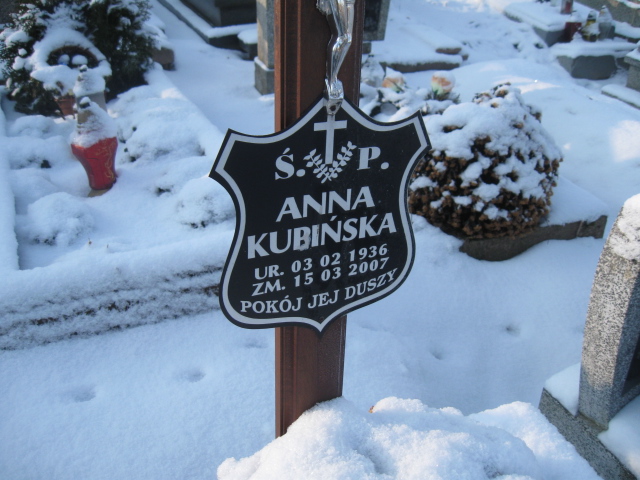 Ś. P.
ANNA
KUBIŃSKA
UR. 03 02 1936
ZM. 15 03 2007
POKÓJ JEJ DUSZY